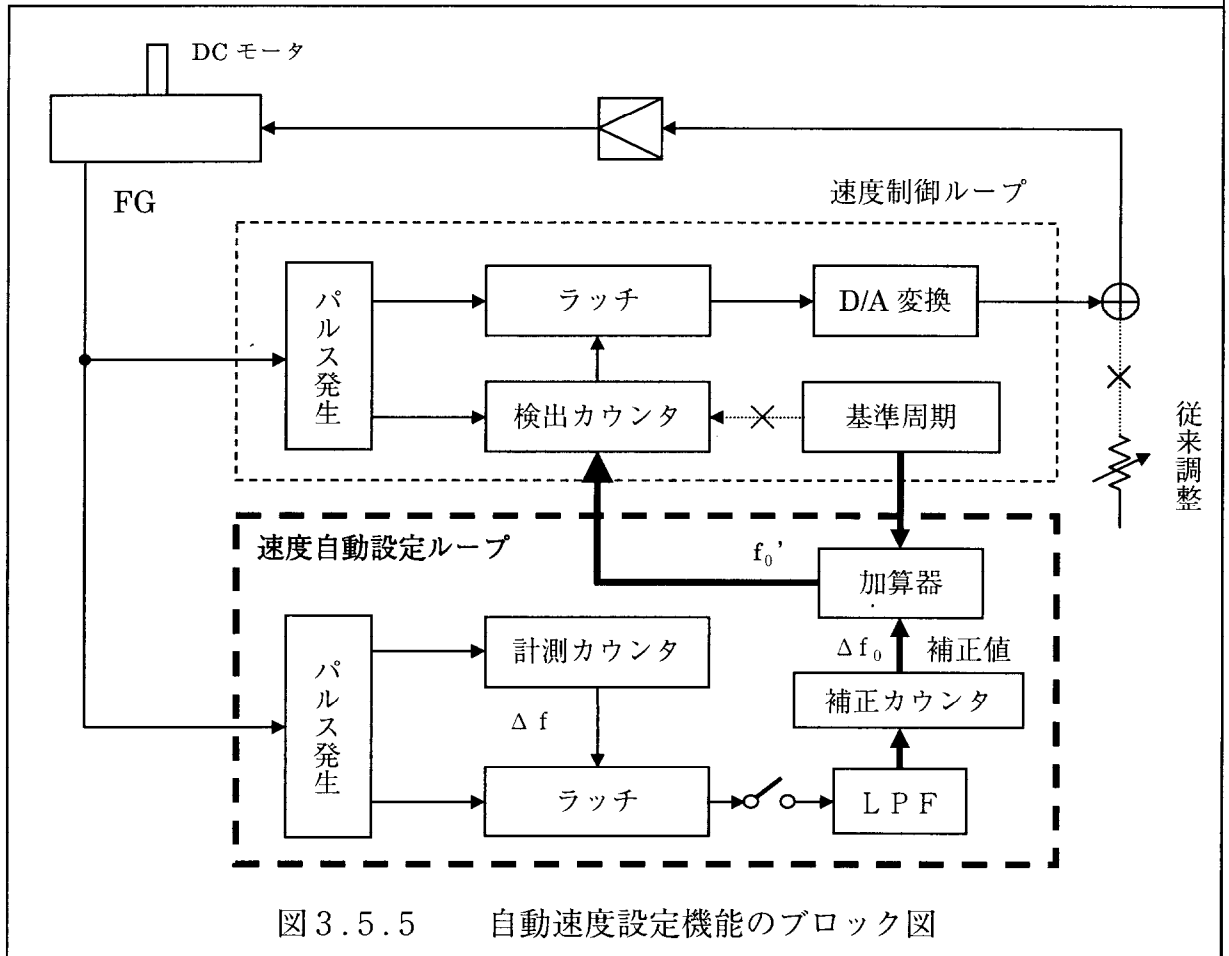 DC モータ
FG
速度制御ループ
パルス発生
ラッチ
D/A 変換
検出カウンタ
基準周期
従来調整
速度自動設定ループ
f₀'
加算器
パルス発生
計測カウンタ
Δf₀ 補正値
補正カウンタ
Δf
ラッチ
LPF
図3.5.5 自動速度設定機能のブロック図